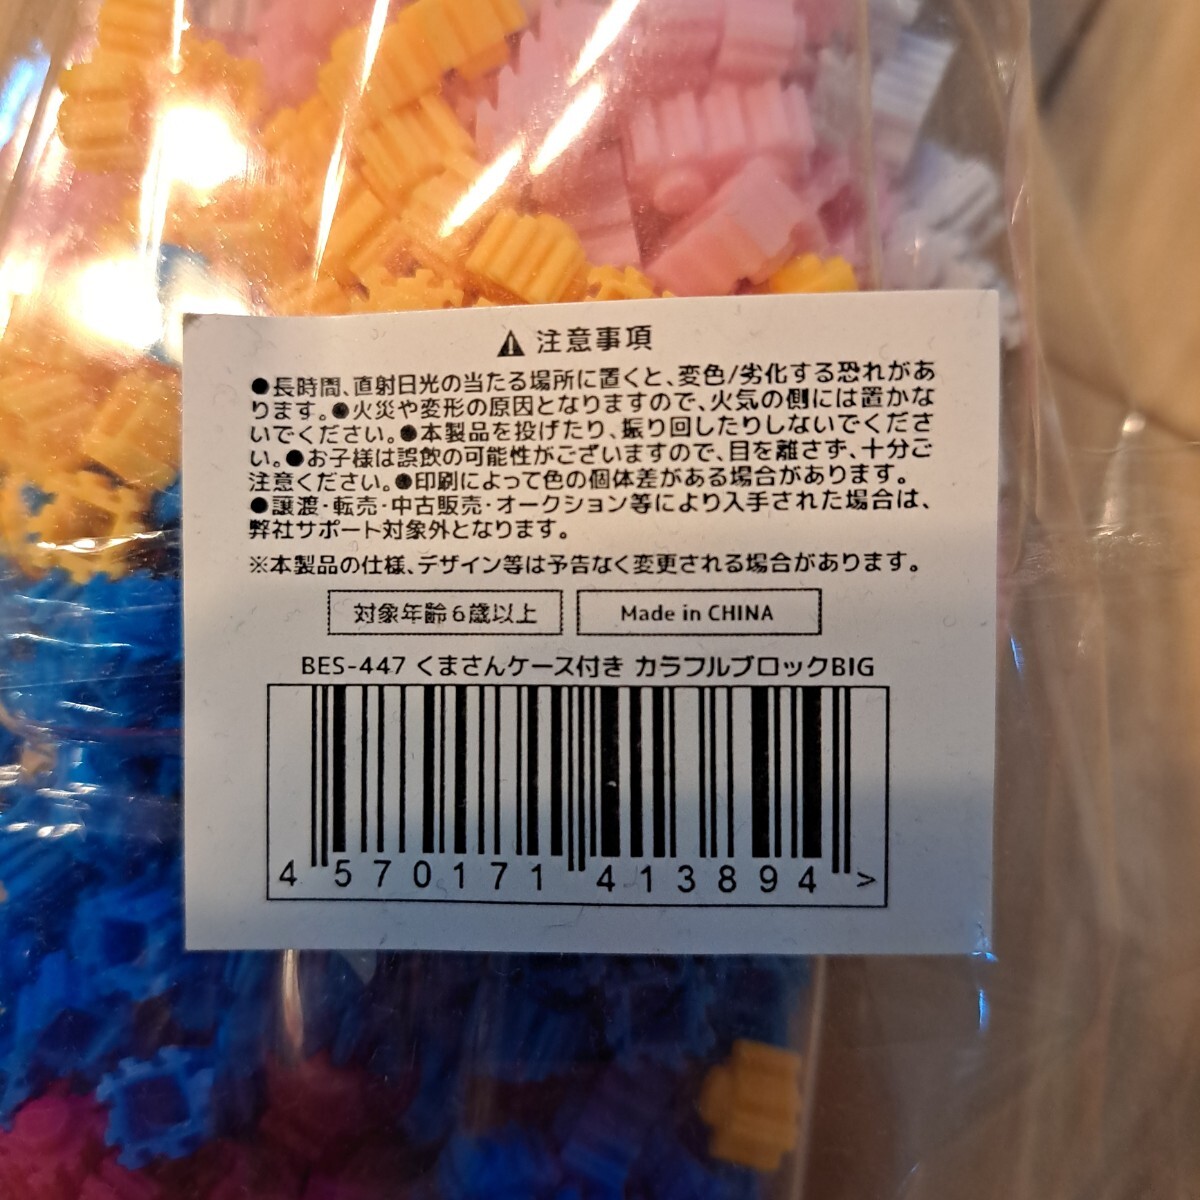 ⚠ 注意事項
●長時間、直射日光の当たる場所に置くと、変色/劣化する恐れがあ
ります。●火災や変形の原因となりますので、火気の側には置かな
いでください。●本製品を投げたり、振り回したりしないでくださ
い。●お子様は誤飲の可能性がございますので、目を離さず、十分ご
注意ください。●印刷によって色の個体差がある場合があります。
●譲渡・転売・中古販売・オークション等により入手された場合は、
弊社サポート対象外となります。
※本製品の仕様、デザイン等は予告なく変更される場合があります。
対象年齢6歳以上
Made in CHINA
BES-447 くまさんケース付き カラフルブロックBIG
4 570171 413894 >